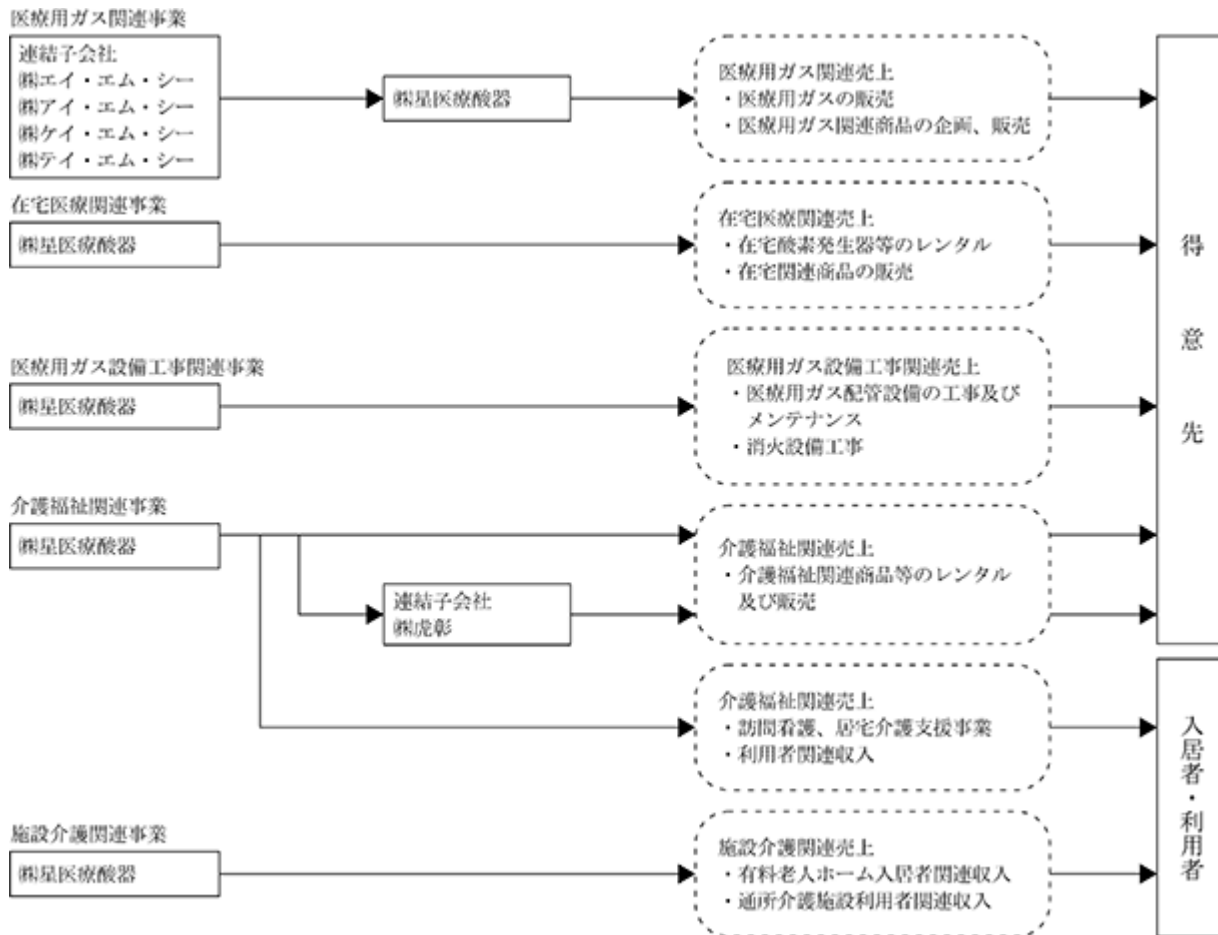 医療用ガス関連事業
連結子会社
㈱エイ・エム・シー
㈱アイ・エム・シー
㈱ケイ・エム・シー
㈱テイ・エム・シー
㈱星医療酸器
医療用ガス関連売上
・医療用ガスの販売
・医療用ガス関連商品の企画、販売
在宅医療関連事業
㈱星医療酸器
在宅医療関連売上
・在宅酸素発生器等のレンタル
・在宅関連商品の販売
医療用ガス設備工事関連事業
㈱星医療酸器
医療用ガス設備工事関連売上
・医療用ガス配管設備の工事及び
メンテナンス
・消火設備工事
得意先
介護福祉関連事業
㈱星医療酸器
連結子会社
㈱虎彰
介護福祉関連売上
・介護福祉関連商品等のレンタル
及び販売
介護福祉関連売上
・訪問看護、居宅介護支援事業
・利用者関連収入
施設介護関連事業
㈱星医療酸器
施設介護関連売上
・有料老人ホーム入居者関連収入
・通所介護施設利用者関連収入
入居者・利用者